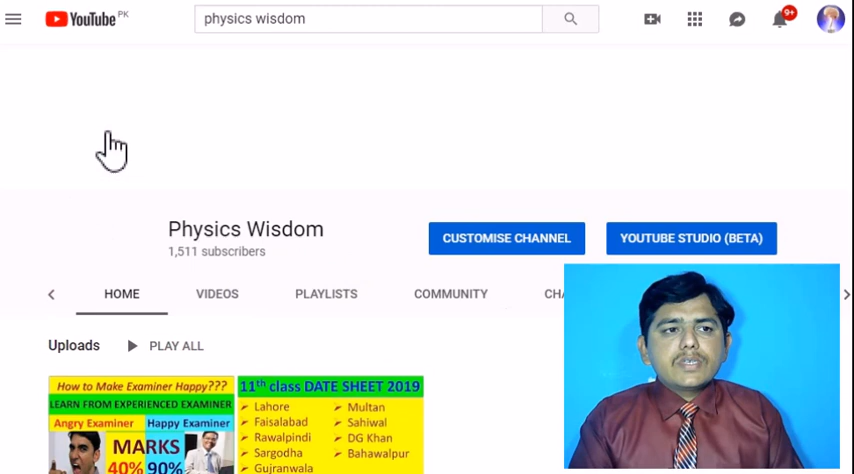 YouTube PK
physics wisdom
9+
Physics Wisdom
1,511 subscribers
CUSTOMISE CHANNEL
YOUTUBE STUDIO (BETA)
HOME VIDEOS PLAYLISTS COMMUNITY CHA
Uploads PLAY ALL
How to Make Examiner Happy???
LEARN FROM EXPERIENCED EXAMINER
Angry Examiner Happy Examiner
MARKS
40% 90%
11th class DATE SHEET 2019
Lahore
Faisalabad
Rawalpindi
Sargodha
Gujranwala
Multan
Sahiwal
DG Khan
Bahawalpur